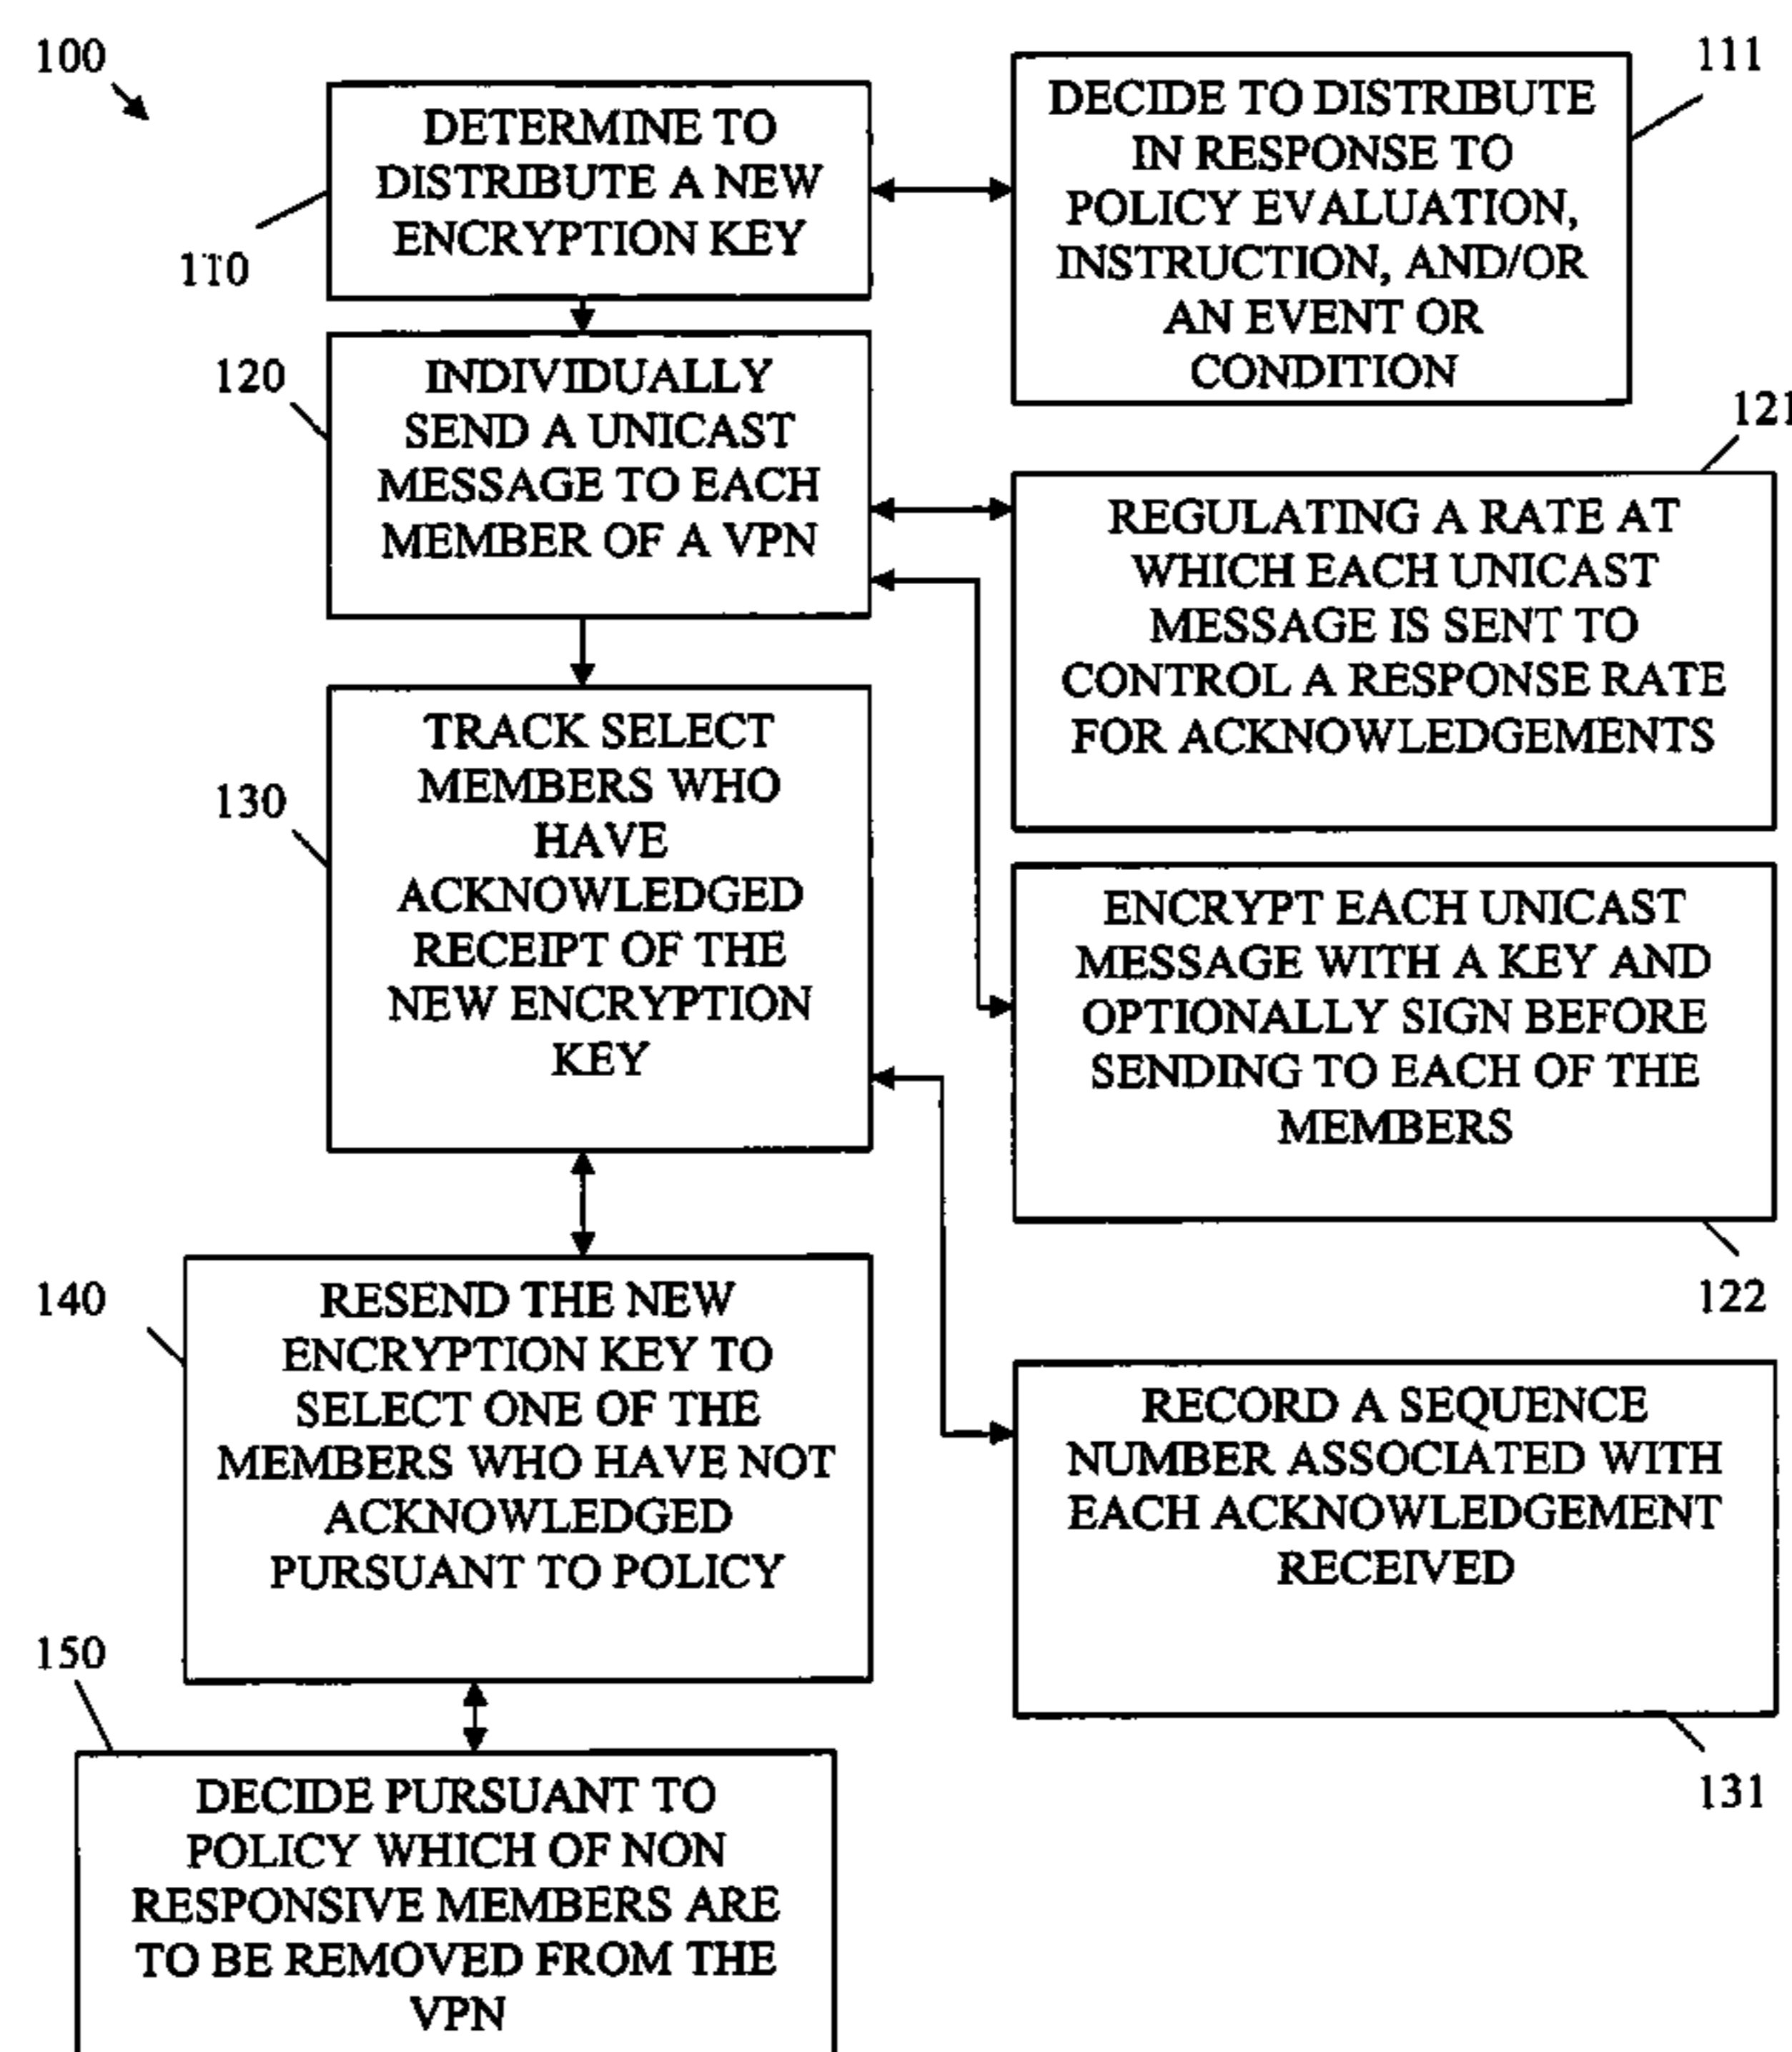 100
DETERMINE TO
DISTRIBUTE A NEW
ENCRYPTION KEY
110
DECIDE TO DISTRIBUTE
IN RESPONSE TO
POLICY EVALUATION,
INSTRUCTION, AND/OR
AN EVENT OR
CONDITION
111
120
INDIVIDUALLY
SEND A UNICAST
MESSAGE TO EACH
MEMBER OF A VPN
121
REGULATING A RATE AT
WHICH EACH UNICAST
MESSAGE IS SENT TO
CONTROL A RESPONSE RATE
FOR ACKNOWLEDGEMENTS
130
TRACK SELECT
MEMBERS WHO
HAVE
ACKNOWLEDGED
RECEIPT OF THE
NEW ENCRYPTION
KEY
ENCRYPT EACH UNICAST
MESSAGE WITH A KEY AND
OPTIONALLY SIGN BEFORE
SENDING TO EACH OF THE
MEMBERS
122
140
RESEND THE NEW
ENCRYPTION KEY TO
SELECT ONE OF THE
MEMBERS WHO HAVE NOT
ACKNOWLEDGED
PURSUANT TO POLICY
RECORD A SEQUENCE
NUMBER ASSOCIATED WITH
EACH ACKNOWLEDGEMENT
RECEIVED
131
150
DECIDE PURSUANT TO
POLICY WHICH OF NON
RESPONSIVE MEMBERS ARE
TO BE REMOVED FROM THE
VPN